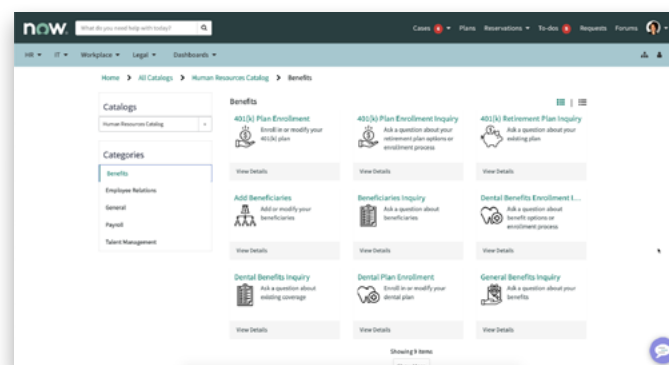 now.
What do you need help with today?
Cases Plans Reservations To-dos Requests Forums
HR IT Workplace Legal Dashboards
Home > All Catalogs > Human Resources Catalog > Benefits
Catalogs
Human Resources Catalog
Categories
Benefits
Employee Relations
General
Payroll
Talent Management
Benefits
401(k) Plan Enrollment
Enroll in or modify your
401(k) plan
View Details
401(k) Plan Enrollment Inquiry
Ask a question about your
retirement plan options or
enrollment process
View Details
401(k) Retirement Plan Inquiry
Ask a question about your
existing plan
View Details
Add Beneficiaries
Add or modify your
beneficiaries
View Details
Beneficiaries Inquiry
Ask a question about
beneficiaries
View Details
Dental Benefits Enrollment I...
Ask a question about
benefit options or
enrollment process
View Details
Dental Benefits Inquiry
Ask a question about
existing coverage
View Details
Dental Plan Enrollment
Enroll in or modify your
dental plan
View Details
General Benefits Inquiry
Ask a question about your
benefits
View Details
Showing 9 items